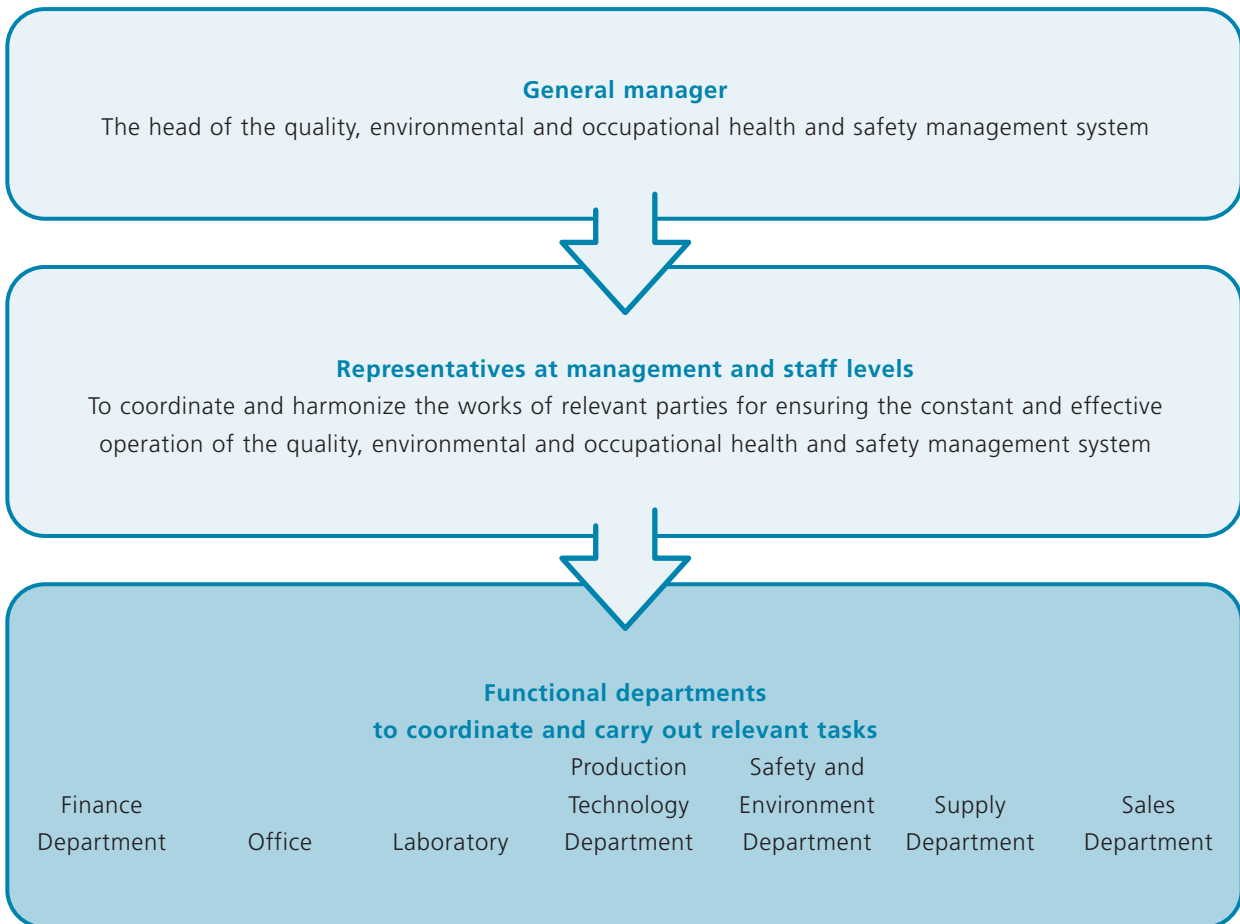 General manager
The head of the quality, environmental and occupational health and safety management system
Representatives at management and staff levels
To coordinate and harmonize the works of relevant parties for ensuring the constant and effective
operation of the quality, environmental and occupational health and safety management system
Functional departments
to coordinate and carry out relevant tasks
Finance
Department
Office
Laboratory
Production
Technology
Department
Safety and
Environment
Department
Supply
Department
Sales
Department